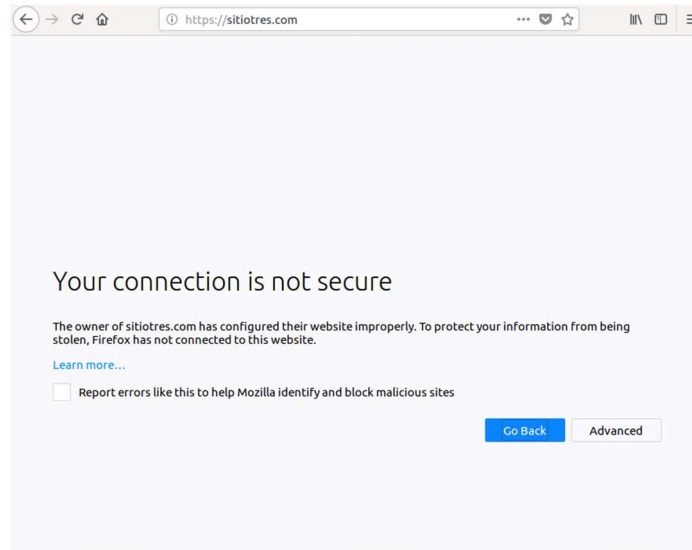 https://sitiotres.com
Your connection is not secure
The owner of sitiotres.com has configured their website improperly. To protect your information from being
stolen, Firefox has not connected to this website.
Learn more…
Report errors like this to help Mozilla identify and block malicious sites
Go Back Advanced